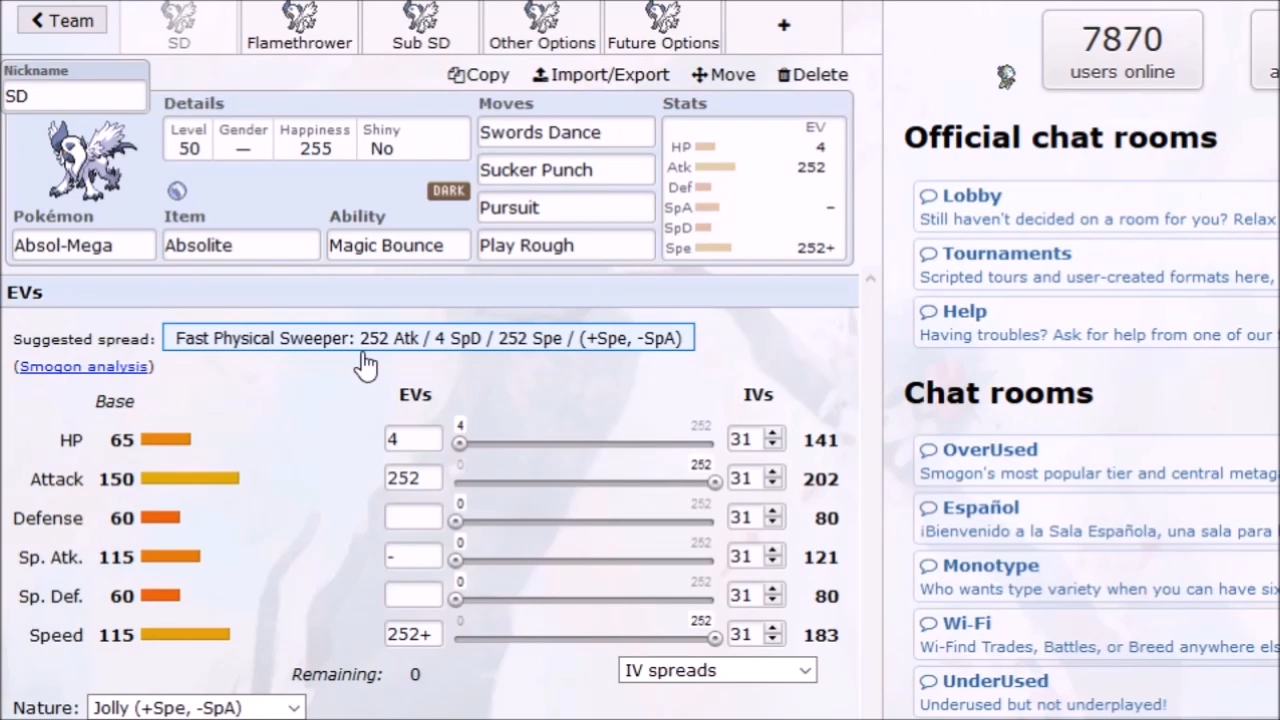 Team
SD
Flamethrower
Sub SD
Other Options
Future Options
+
7870
users online
Copy
Import/Export
Move
Delete
Nickname
SD
Details
Level
50
Gender
—
Happiness
255
Shiny
No
DARK
Pokémon
Absol-Mega
Item
Absolite
Ability
Magic Bounce
Moves
Swords Dance
Sucker Punch
Pursuit
Play Rough
Stats
EV
HP 4
Atk 252
Def
SpA –
SpD
Spe 252+
EVs
Suggested spread: Fast Physical Sweeper: 252 Atk / 4 SpD / 252 Spe / (+Spe, -SpA)
(Smogon analysis)
Base EVs IVs
HP 65 4 4 252 31 141
Attack 150 252 0 252 31 202
Defense 60 0 252 31 80
Sp. Atk. 115 - 0 252 31 121
Sp. Def. 60 0 252 31 80
Speed 115 252+ 0 252 31 183
Remaining: 0
IV spreads
Nature: Jolly (+Spe, -SpA)
Official chat rooms
Lobby
Still haven't decided on a room for you? Relax
Tournaments
Scripted tours and user-created formats here,
Help
Having troubles? Ask for help from one of our
Chat rooms
OverUsed
Smogon's most popular tier and central metag
Español
¡Bienvenido a la Sala Española, una sala para
Monotype
Who wants type variety when you can have six
Wi-Fi
Wi-Find Trades, Battles, or Breed anywhere els
UnderUsed
Underused but not underplayed!